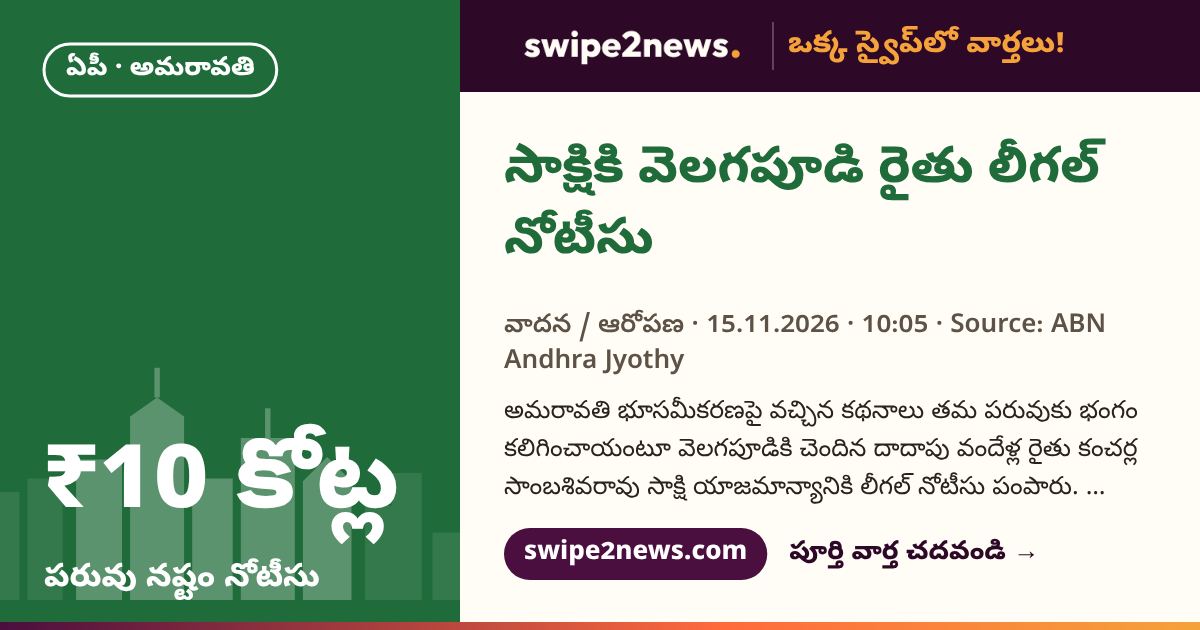 ఏపీ · అమరావతి
₹10 కోట్ల
పరువు నష్టం నోటీసు
swipe2news.
ఒక్క స్వైప్‌లో వార్తలు!
సాక్షికి వెలగపూడి రైతు లీగల్
నోటీసు
వాదన / ఆరోపణ · 15.11.2026 · 10:05 · Source: ABN
Andhra Jyothy
అమరావతి భూసమీకరణపై వచ్చిన కథనాలు తమ పరువుకు భంగం
కలిగించాయంటూ వెలగపూడికి చెందిన దాదాపు వందేళ్ల రైతు కంచర్ల
సాంబశివరావు సాక్షి యాజమాన్యానికి లీగల్ నోటీసు పంపారు. ...
swipe2news.com
పూర్తి వార్త చదవండి →